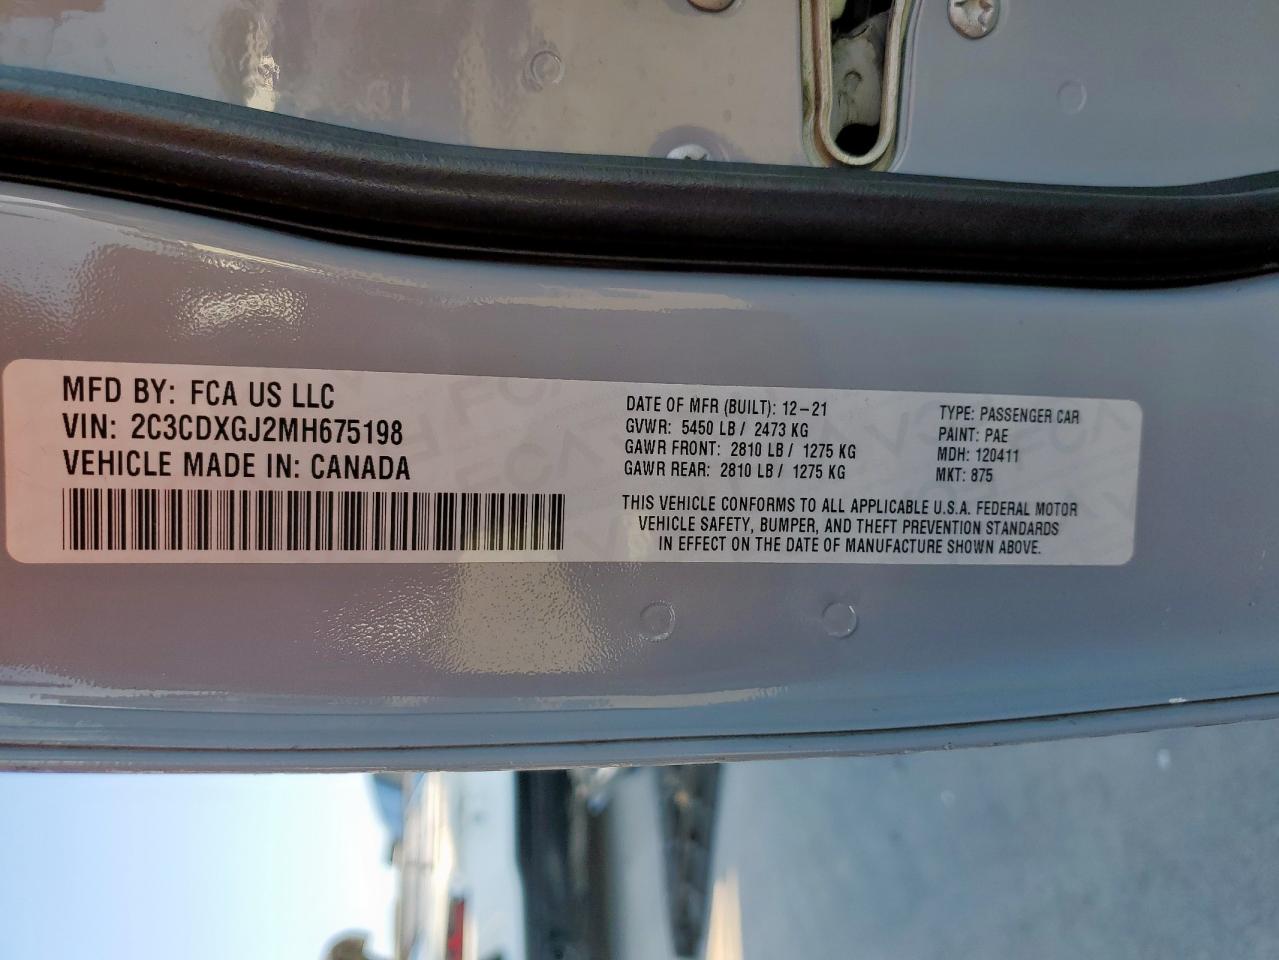 MFD BY: FCA US LLC
VIN: 2C3CDXGJ2MH675198
VEHICLE MADE IN: CANADA
DATE OF MFR (BUILT): 12-21
GVWR: 5450 LB / 2473 KG
GAWR FRONT: 2810 LB / 1275 KG
GAWR REAR: 2810 LB / 1275 KG
TYPE: PASSENGER CAR
PAINT: PAE
MDH: 120411
MKT: 875
THIS VEHICLE CONFORMS TO ALL APPLICABLE U.S.A. FEDERAL MOTOR
VEHICLE SAFETY, BUMPER, AND THEFT PREVENTION STANDARDS
IN EFFECT ON THE DATE OF MANUFACTURE SHOWN ABOVE.